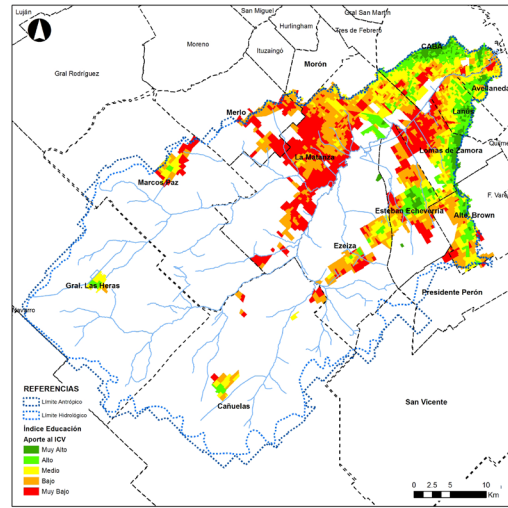 Luján
San Miguel
Gral San Martín
Hurlingham
Tres de Febrero
Moreno
Ituzaingó
CABA
Morón
Gral Rodríguez
Avellaneda
Merlo
Lanús
La Matanza
Lomas de Zamora
Quilmes
Marcos Paz
F. Varela
Esteban Echeverría
Alte. Brown
Ezeiza
Gral. Las Heras
Presidente Perón
Navarro
Cañuelas
San Vicente
REFERENCIAS
Límite Antrópico
Límite Hidrológico
Índice Educación
Aporte al ICV
Muy Alto
Alto
Medio
Bajo
Muy Bajo
0 2.5 5 10
Km